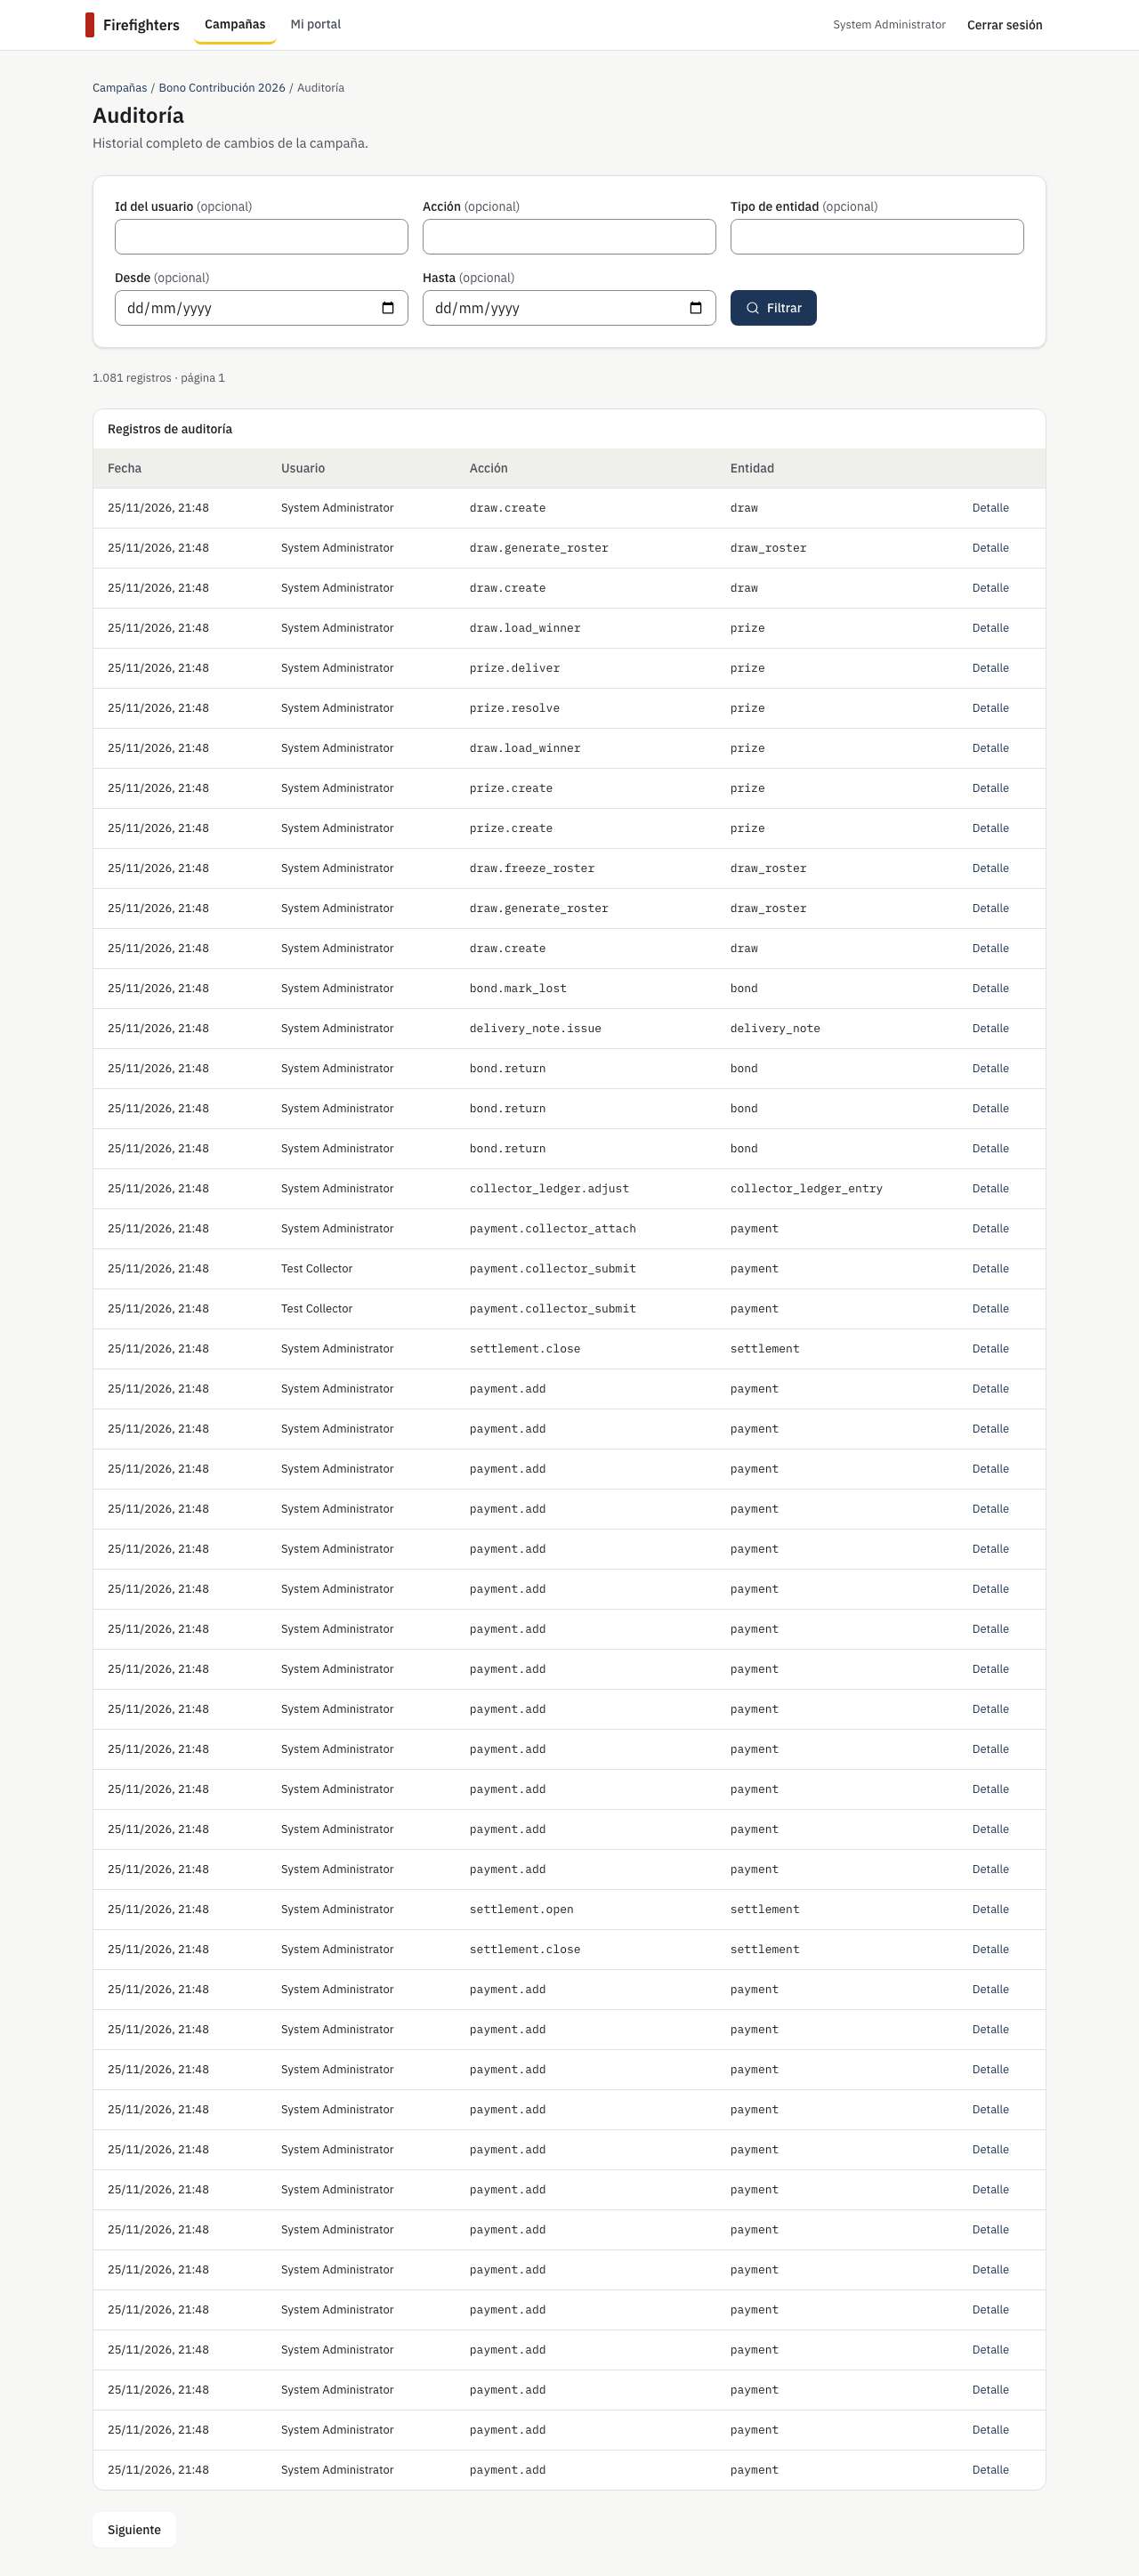 Firefighters Campañas Mi portal System Administrator Cerrar sesión
Campañas / Bono Contribución 2026 / Auditoría
Auditoría
Historial completo de cambios de la campaña.
Id del usuario (opcional) Acción (opcional) Tipo de entidad (opcional)
Desde (opcional) Hasta (opcional)
dd/mm/yyyy dd/mm/yyyy Filtrar
1.081 registros · página 1
Registros de auditoría
Fecha Usuario Acción Entidad
25/11/2026, 21:48 System Administrator draw.create draw Detalle
25/11/2026, 21:48 System Administrator draw.generate_roster draw_roster Detalle
25/11/2026, 21:48 System Administrator draw.create draw Detalle
25/11/2026, 21:48 System Administrator draw.load_winner prize Detalle
25/11/2026, 21:48 System Administrator prize.deliver prize Detalle
25/11/2026, 21:48 System Administrator prize.resolve prize Detalle
25/11/2026, 21:48 System Administrator draw.load_winner prize Detalle
25/11/2026, 21:48 System Administrator prize.create prize Detalle
25/11/2026, 21:48 System Administrator prize.create prize Detalle
25/11/2026, 21:48 System Administrator draw.freeze_roster draw_roster Detalle
25/11/2026, 21:48 System Administrator draw.generate_roster draw_roster Detalle
25/11/2026, 21:48 System Administrator draw.create draw Detalle
25/11/2026, 21:48 System Administrator bond.mark_lost bond Detalle
25/11/2026, 21:48 System Administrator delivery_note.issue delivery_note Detalle
25/11/2026, 21:48 System Administrator bond.return bond Detalle
25/11/2026, 21:48 System Administrator bond.return bond Detalle
25/11/2026, 21:48 System Administrator bond.return bond Detalle
25/11/2026, 21:48 System Administrator collector_ledger.adjust collector_ledger_entry Detalle
25/11/2026, 21:48 System Administrator payment.collector_attach payment Detalle
25/11/2026, 21:48 Test Collector payment.collector_submit payment Detalle
25/11/2026, 21:48 Test Collector payment.collector_submit payment Detalle
25/11/2026, 21:48 System Administrator settlement.close settlement Detalle
25/11/2026, 21:48 System Administrator payment.add payment Detalle
25/11/2026, 21:48 System Administrator payment.add payment Detalle
25/11/2026, 21:48 System Administrator payment.add payment Detalle
25/11/2026, 21:48 System Administrator payment.add payment Detalle
25/11/2026, 21:48 System Administrator payment.add payment Detalle
25/11/2026, 21:48 System Administrator payment.add payment Detalle
25/11/2026, 21:48 System Administrator payment.add payment Detalle
25/11/2026, 21:48 System Administrator payment.add payment Detalle
25/11/2026, 21:48 System Administrator payment.add payment Detalle
25/11/2026, 21:48 System Administrator payment.add payment Detalle
25/11/2026, 21:48 System Administrator payment.add payment Detalle
25/11/2026, 21:48 System Administrator payment.add payment Detalle
25/11/2026, 21:48 System Administrator payment.add payment Detalle
25/11/2026, 21:48 System Administrator settlement.open settlement Detalle
25/11/2026, 21:48 System Administrator settlement.close settlement Detalle
25/11/2026, 21:48 System Administrator payment.add payment Detalle
25/11/2026, 21:48 System Administrator payment.add payment Detalle
25/11/2026, 21:48 System Administrator payment.add payment Detalle
25/11/2026, 21:48 System Administrator payment.add payment Detalle
25/11/2026, 21:48 System Administrator payment.add payment Detalle
25/11/2026, 21:48 System Administrator payment.add payment Detalle
25/11/2026, 21:48 System Administrator payment.add payment Detalle
25/11/2026, 21:48 System Administrator payment.add payment Detalle
25/11/2026, 21:48 System Administrator payment.add payment Detalle
25/11/2026, 21:48 System Administrator payment.add payment Detalle
25/11/2026, 21:48 System Administrator payment.add payment Detalle
25/11/2026, 21:48 System Administrator payment.add payment Detalle
25/11/2026, 21:48 System Administrator payment.add payment Detalle
Siguiente